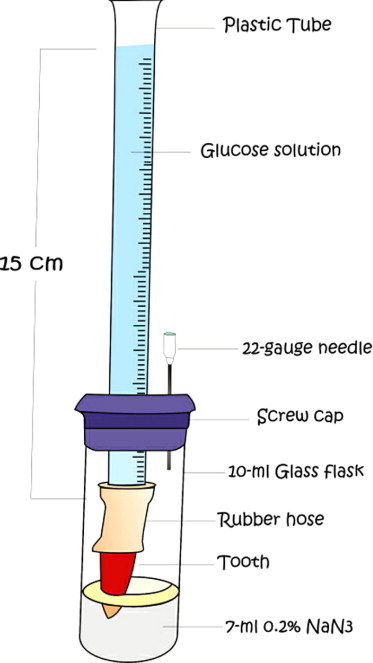 Plastic Tube
Glucose solution
15 Cm
22-gauge needle
Screw cap
10-ml Glass flask
Rubber hose
Tooth
7-ml 0.2% NaN3